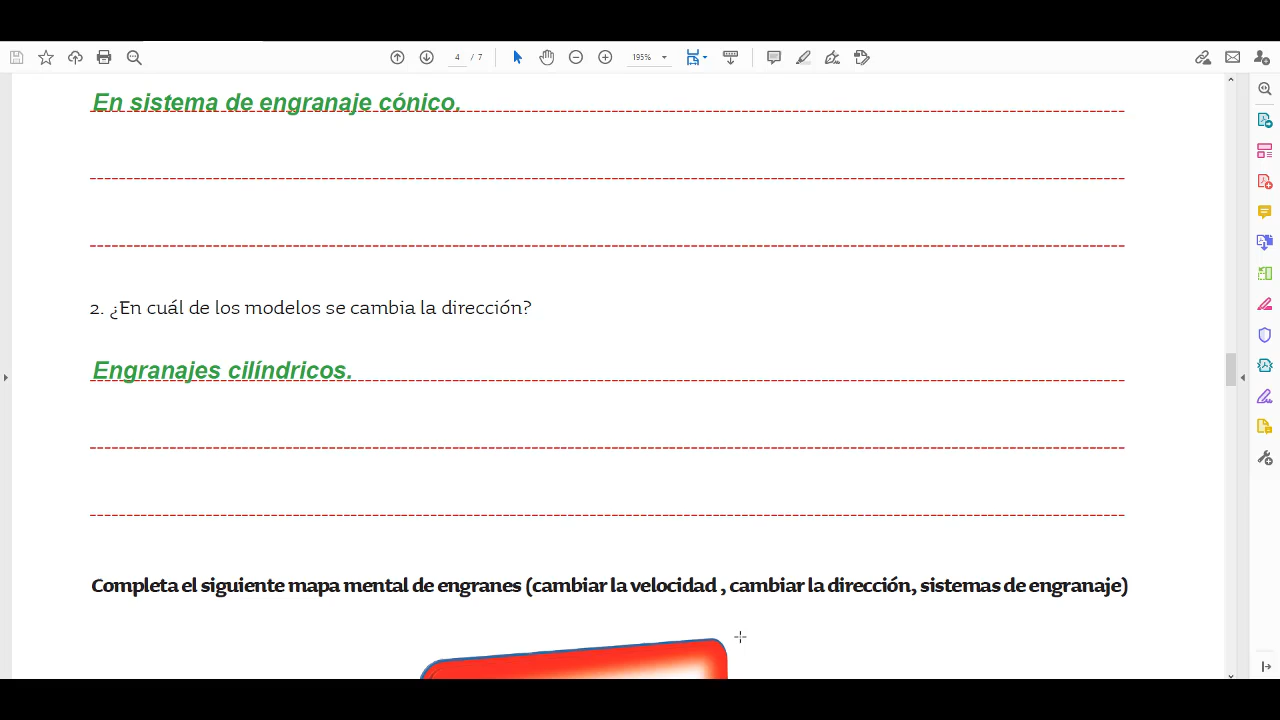 4 / 7
195%
En sistema de engranaje cónico.
2. ¿En cuál de los modelos se cambia la dirección?
Engranajes cilíndricos.
Completa el siguiente mapa mental de engranes (cambiar la velocidad , cambiar la dirección, sistemas de engranaje)